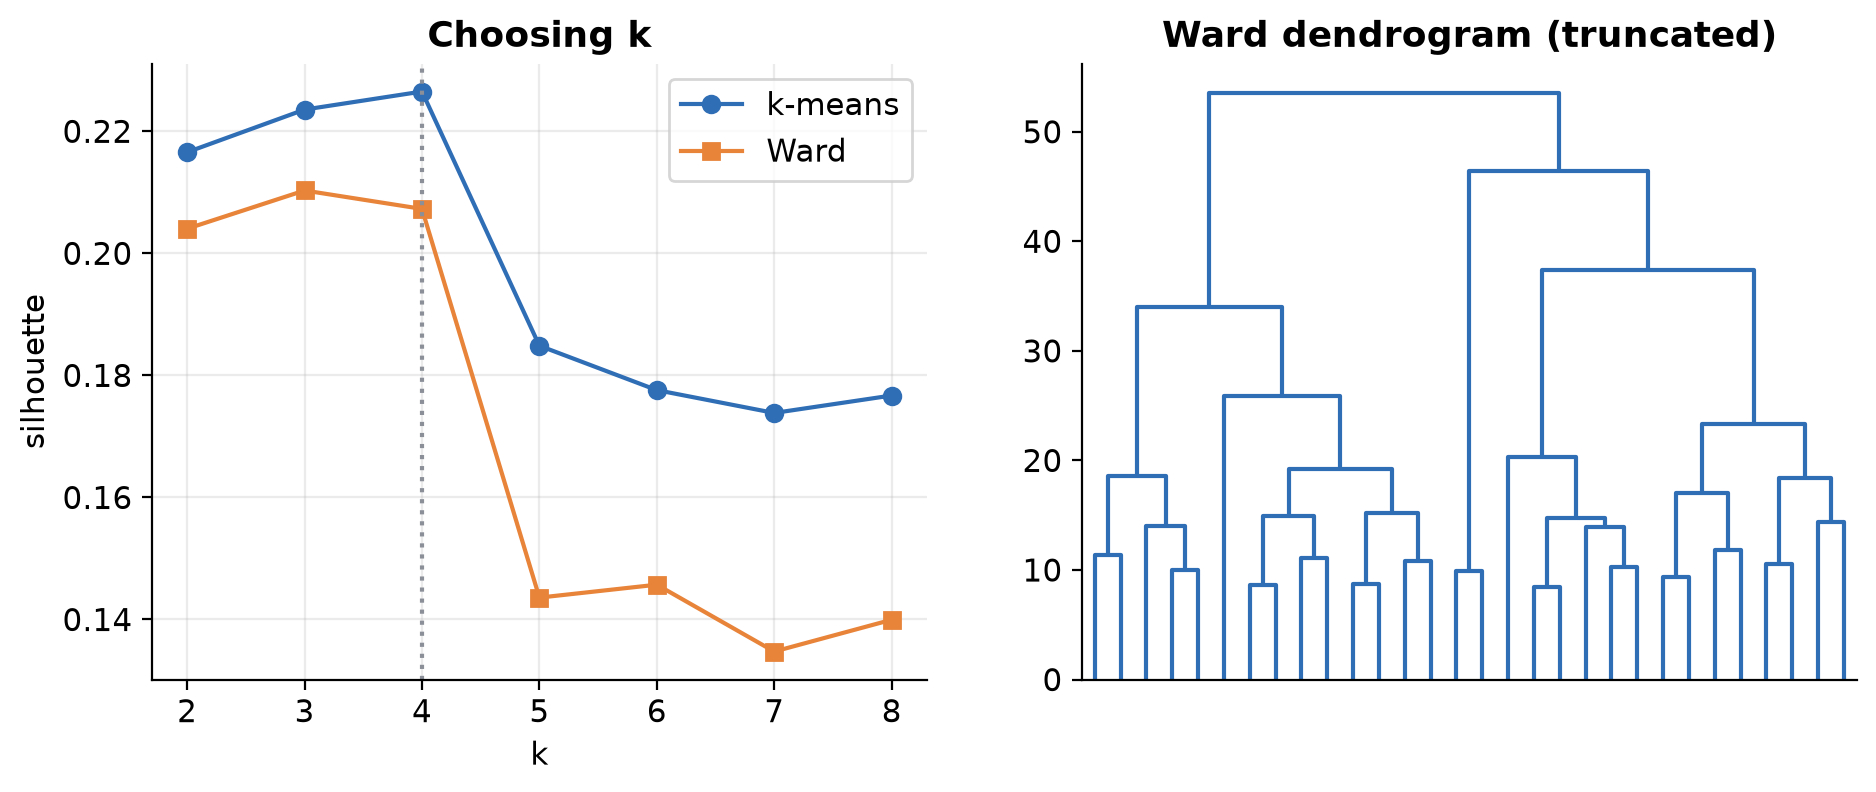 Choosing k
0.22
0.20
0.18
0.16
0.14
silhouette
2 3 4 5 6 7 8
k
k-means
Ward
Ward dendrogram (truncated)
50
40
30
20
10
0